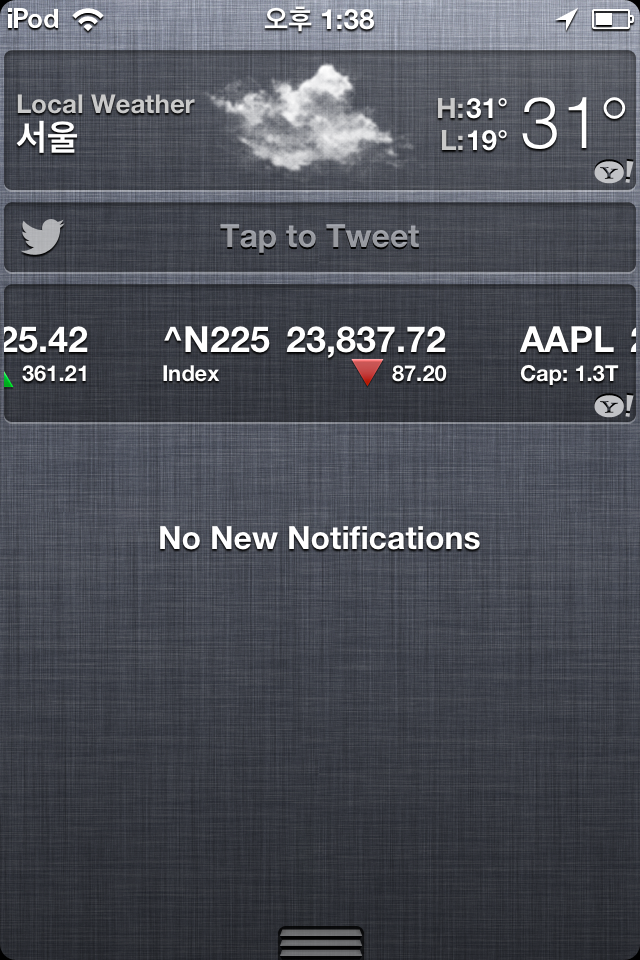 iPod 오후 1:38
Local Weather
서울
H:31°
L:19°
31°
Y!
Tap to Tweet
25.42 ^N225 23,837.72 AAPL
361.21 Index 87.20 Cap: 1.3T
Y!
No New Notifications